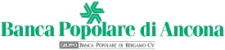 Banca Popolare di Ancona
GRUPPO BANCA POPOLARE DI BERGAMO-CV